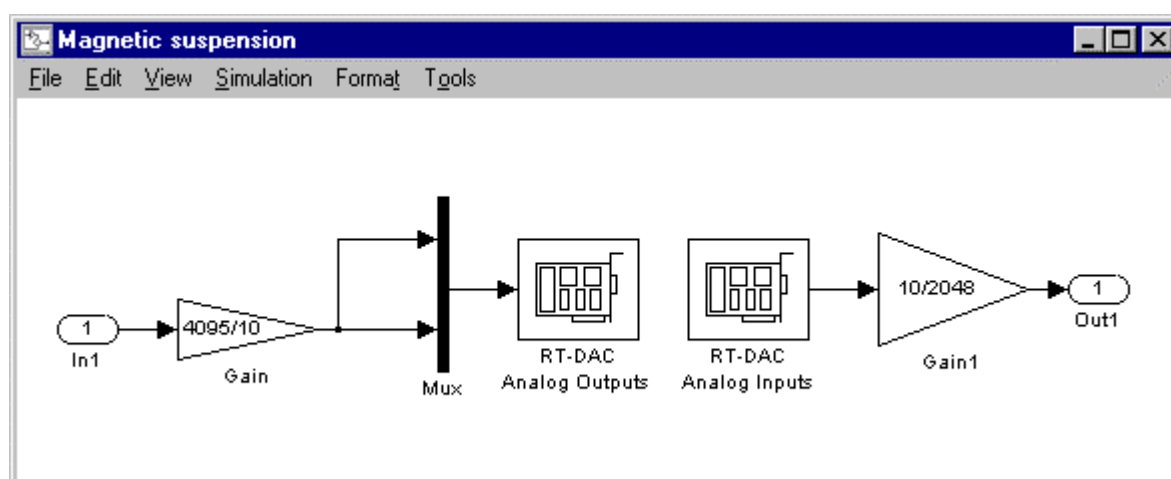 Magnetic suspension
File Edit View Simulation Format Tools
1
In1
4095/10
Gain
Mux
RT-DAC
Analog Outputs
RT-DAC
Analog Inputs
10/2048
Gain1
1
Out1